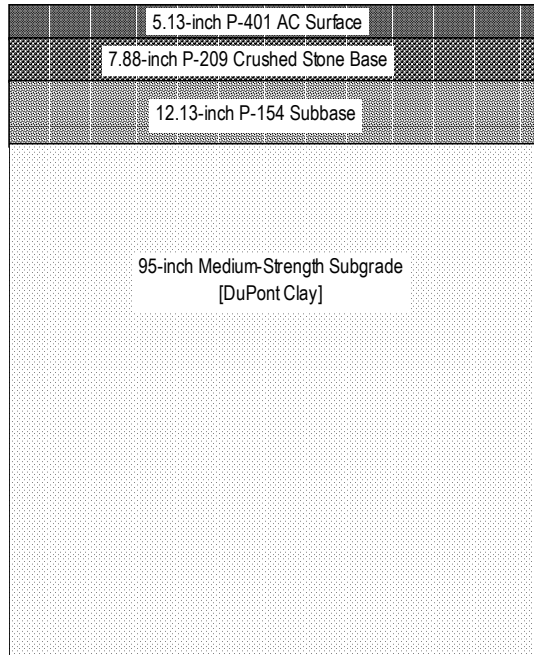 5.13-inch P-401 AC Surface
7.88-inch P-209 Crushed Stone Base
12.13-inch P-154 Subbase
95-inch Medium-Strength Subgrade
[DuPont Clay]